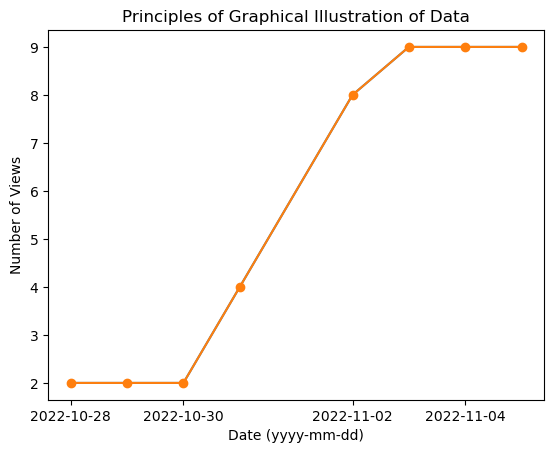 Principles of Graphical Illustration of Data
9
8
7
6
5
4
3
2
Number of Views
2022-10-28 2022-10-30 2022-11-02 2022-11-04
Date (yyyy-mm-dd)